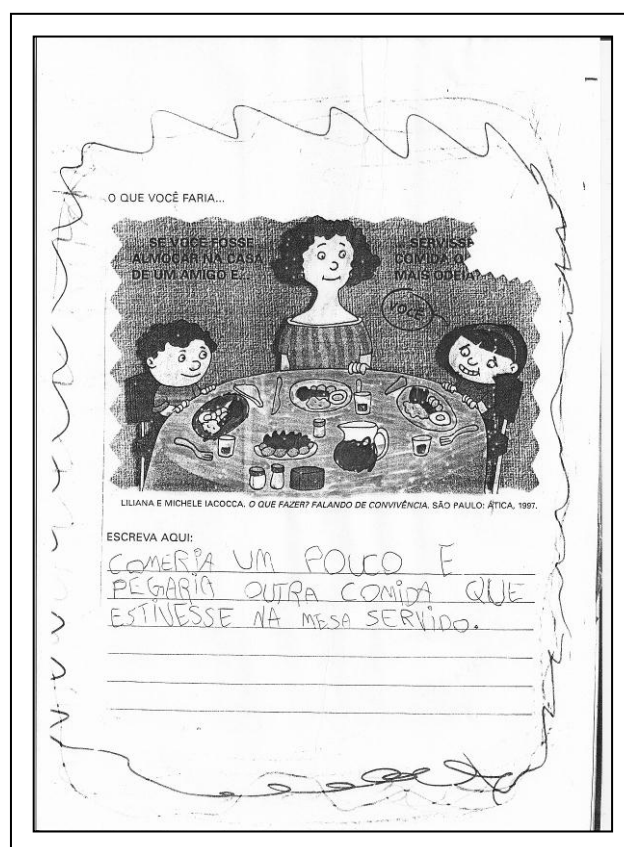 O QUE VOCÊ FARIA...
SE VOCÊ FOSSE
ALMOÇAR NA CASA
DE UM AMIGO E...
...SERVISSE
COMIDA O
MAIS ODEIA
VOCÊ
LILIANA E MICHELE IACOCCA. O QUE FAZER? FALANDO DE CONVIVÊNCIA. SÃO PAULO: ÁTICA, 1997.
ESCREVA AQUI:
COMERIA UM POUCO E
PEGARIA OUTRA COMIDA QUE
ESTIVESSE NA MESA SERVIDO.